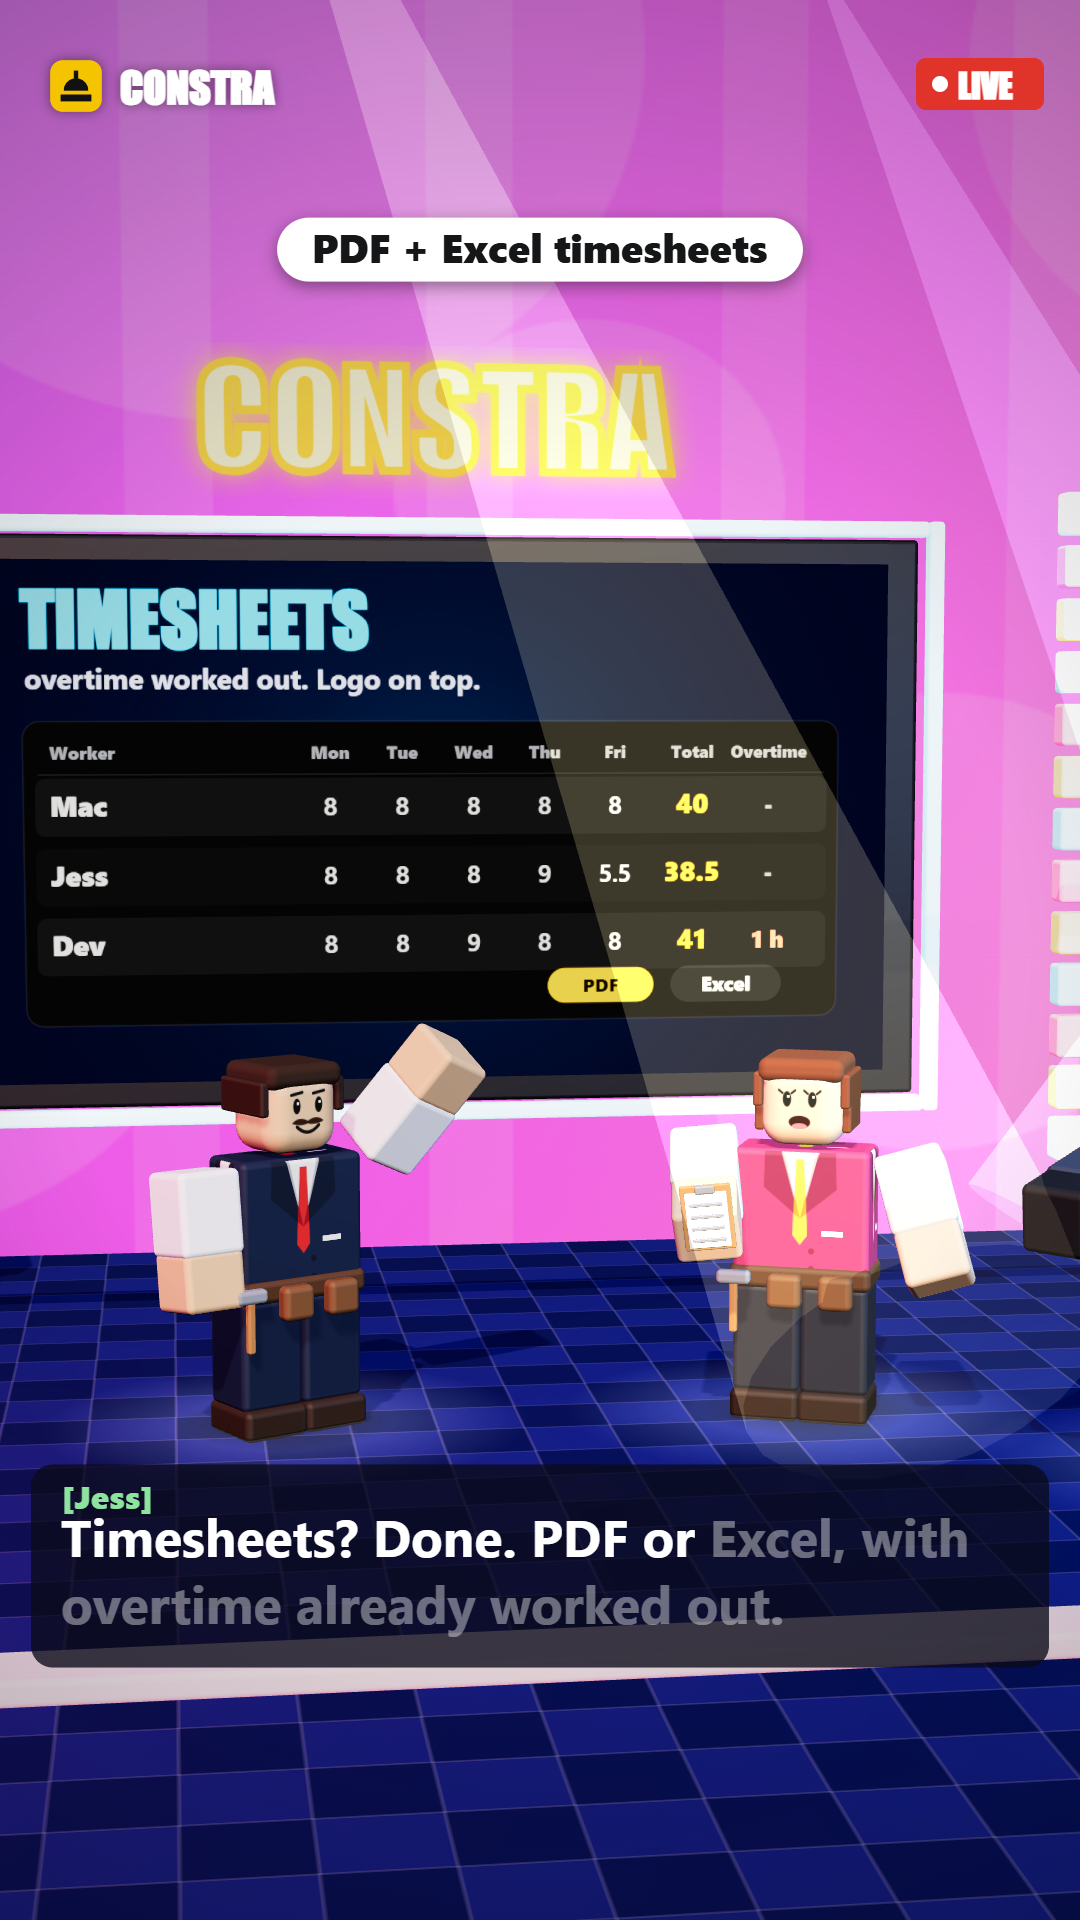 CONSTRA
LIVE
PDF + Excel timesheets
CONSTRA
TIMESHEETS
overtime worked out. Logo on top.
Worker Mon Tue Wed Thu Fri Total Overtime
Mac 8 8 8 8 8 40 -
Jess 8 8 8 9 5.5 38.5 -
Dev 8 8 9 8 8 41 1 h
PDF Excel
[Jess]
Timesheets? Done. PDF or Excel, with
overtime already worked out.